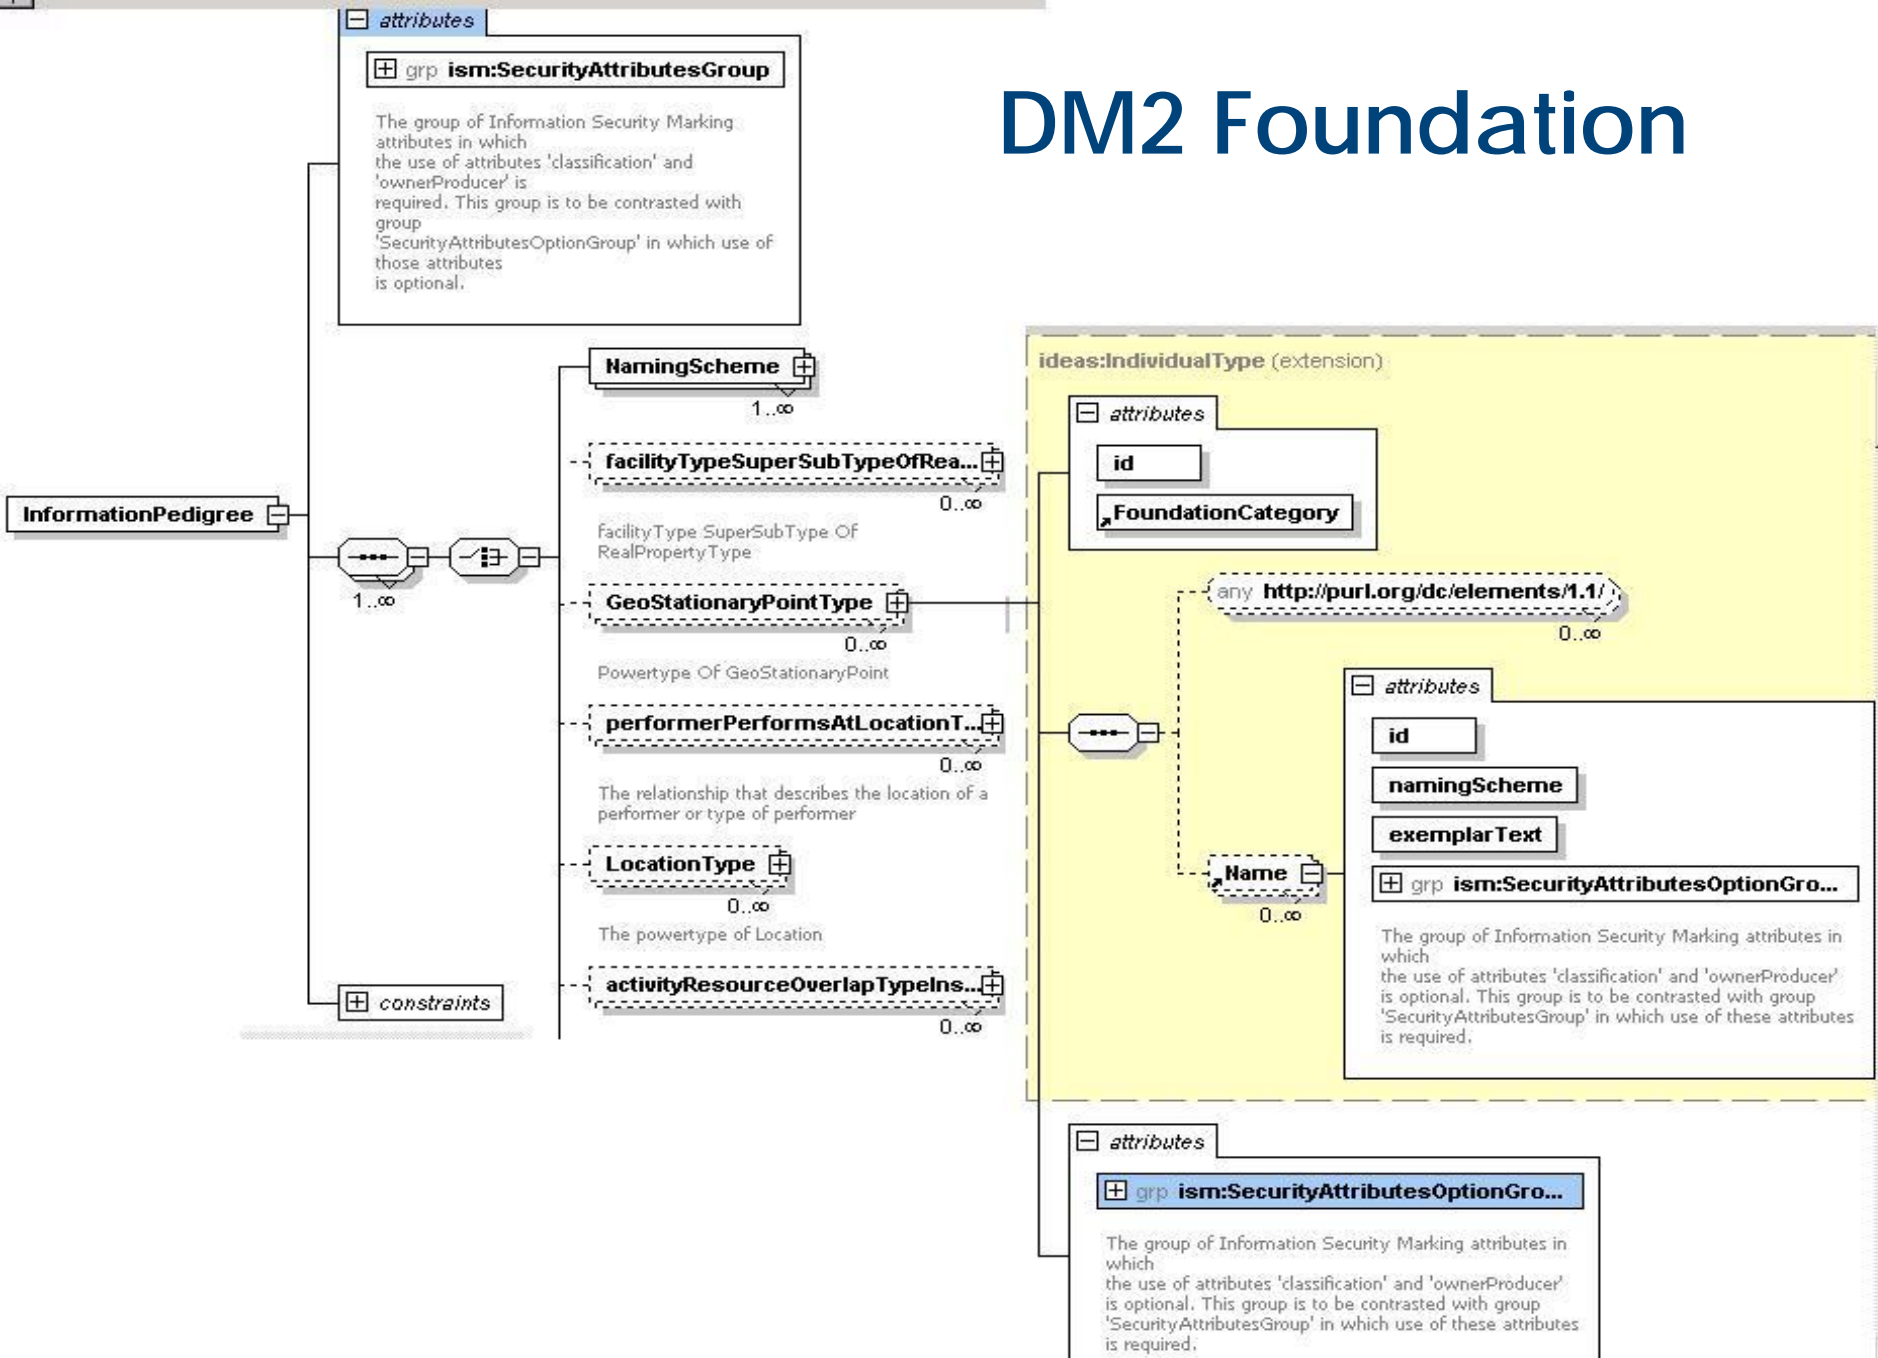 DM2 Foundation
attributes
grp ism:SecurityAttributesGroup
The group of Information Security Marking
attributes in which
the use of attributes 'classification' and
'ownerProducer' is
required. This group is to be contrasted with
group
'SecurityAttributesOptionGroup' in which use of
those attributes
is optional.
InformationPedigree
1..∞
NamingScheme
1..∞
facilityTypeSuperSubTypeOfRea...
0..∞
facilityType SuperSubType Of
RealPropertyType
GeoStationaryPointType
0..∞
Powertype Of GeoStationaryPoint
performerPerformsAtLocationT...
0..∞
The relationship that describes the location of a
performer or type of performer
LocationType
0..∞
The powertype of Location
activityResourceOverlapTypeIns...
0..∞
constraints
ideas:IndividualType (extension)
attributes
id
FoundationCategory
any http://purl.org/dc/elements/1.1/
0..∞
attributes
id
namingScheme
exemplarText
grp ism:SecurityAttributesOptionGro...
Name
0..∞
The group of Information Security Marking attributes in
which
the use of attributes 'classification' and 'ownerProducer'
is optional. This group is to be contrasted with group
'SecurityAttributesGroup' in which use of these attributes
is required.
attributes
grp ism:SecurityAttributesOptionGro...
The group of Information Security Marking attributes in
which
the use of attributes 'classification' and 'ownerProducer'
is optional. This group is to be contrasted with group
'SecurityAttributesGroup' in which use of these attributes
is required.